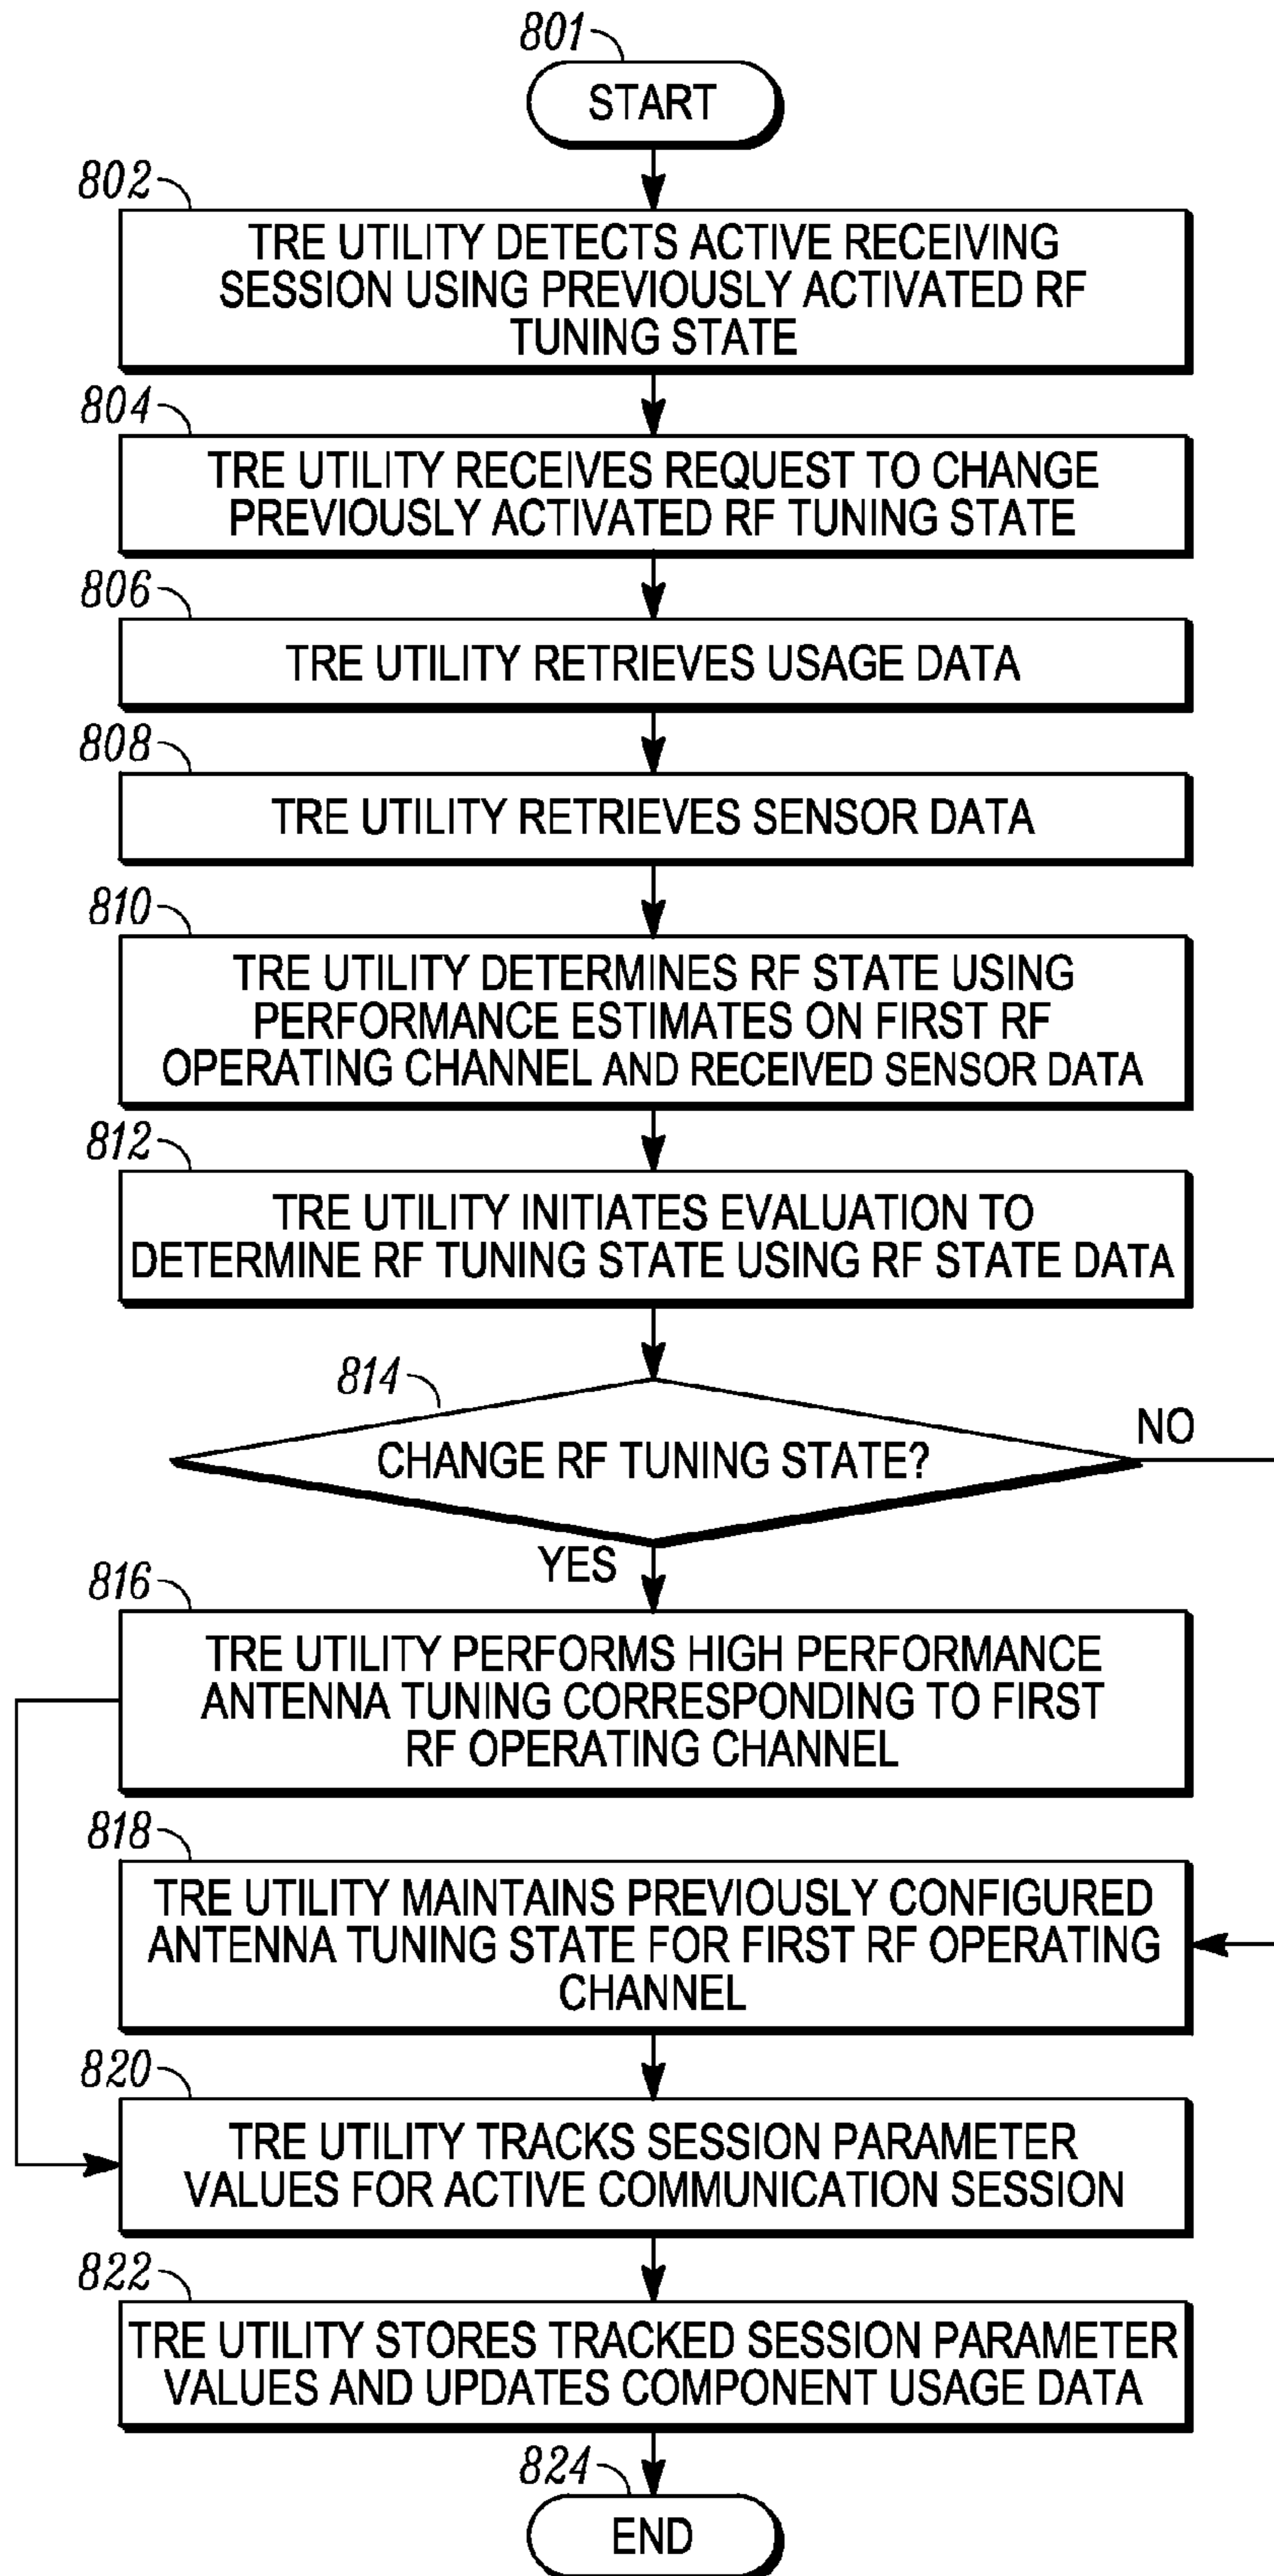 801
START
802
TRE UTILITY DETECTS ACTIVE RECEIVING
SESSION USING PREVIOUSLY ACTIVATED RF
TUNING STATE
804
TRE UTILITY RECEIVES REQUEST TO CHANGE
PREVIOUSLY ACTIVATED RF TUNING STATE
806
TRE UTILITY RETRIEVES USAGE DATA
808
TRE UTILITY RETRIEVES SENSOR DATA
810
TRE UTILITY DETERMINES RF STATE USING
PERFORMANCE ESTIMATES ON FIRST RF
OPERATING CHANNEL AND RECEIVED SENSOR DATA
812
TRE UTILITY INITIATES EVALUATION TO
DETERMINE RF TUNING STATE USING RF STATE DATA
814
CHANGE RF TUNING STATE?
NO
YES
816
TRE UTILITY PERFORMS HIGH PERFORMANCE
ANTENNA TUNING CORRESPONDING TO FIRST
RF OPERATING CHANNEL
818
TRE UTILITY MAINTAINS PREVIOUSLY CONFIGURED
ANTENNA TUNING STATE FOR FIRST RF OPERATING
CHANNEL
820
TRE UTILITY TRACKS SESSION PARAMETER
VALUES FOR ACTIVE COMMUNICATION SESSION
822
TRE UTILITY STORES TRACKED SESSION PARAMETER
VALUES AND UPDATES COMPONENT USAGE DATA
824
END